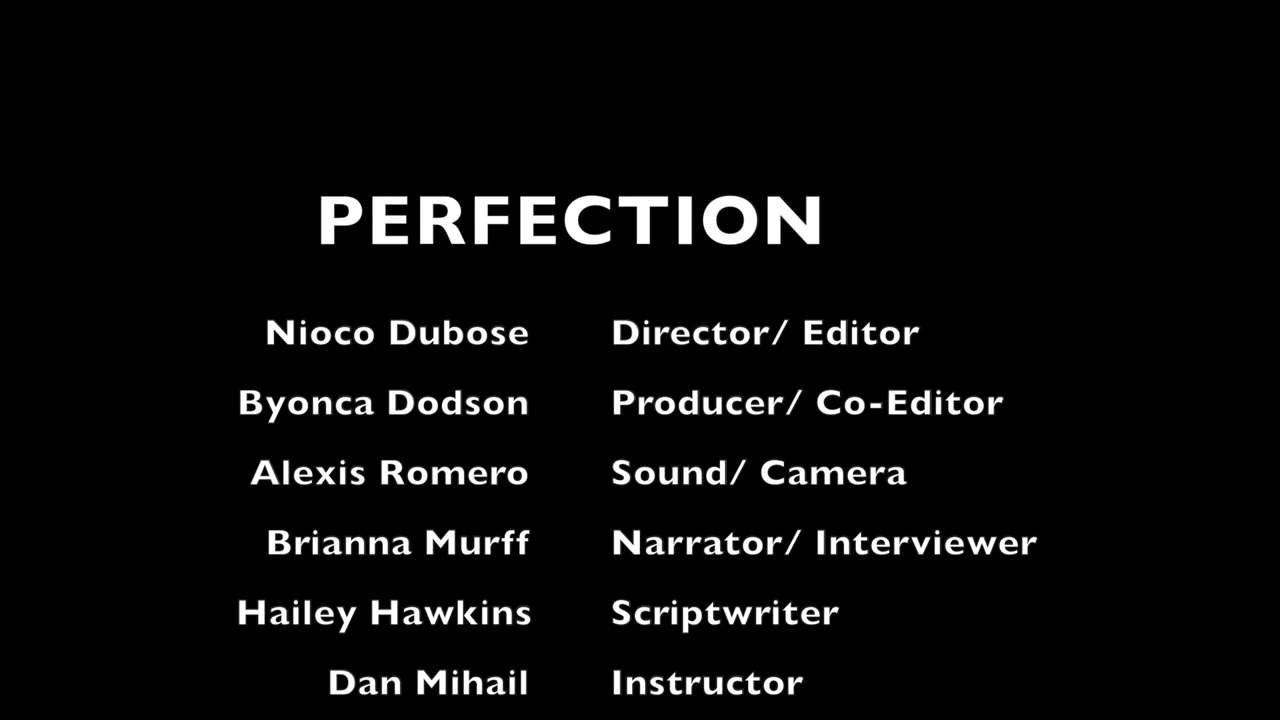 PERFECTION
Nioco Dubose Director/ Editor
Byonca Dodson Producer/ Co-Editor
Alexis Romero Sound/ Camera
Brianna Murff Narrator/ Interviewer
Hailey Hawkins Scriptwriter
Dan Mihail Instructor